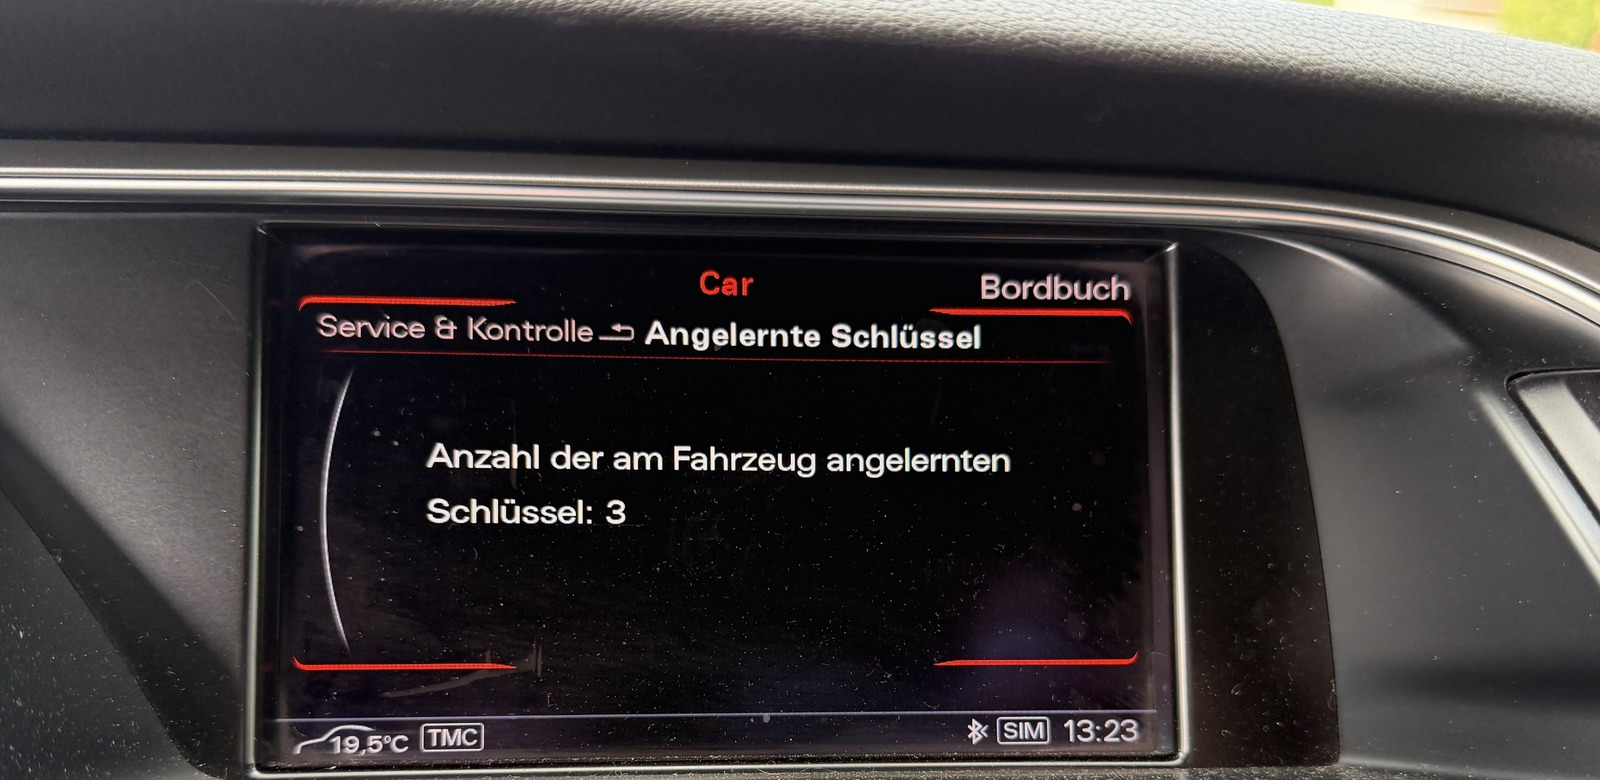 Car
Bordbuch
Service & Kontrolle Angelernte Schlüssel
Anzahl der am Fahrzeug angelernten
Schlüssel: 3
19,5°C TMC SIM 13:23